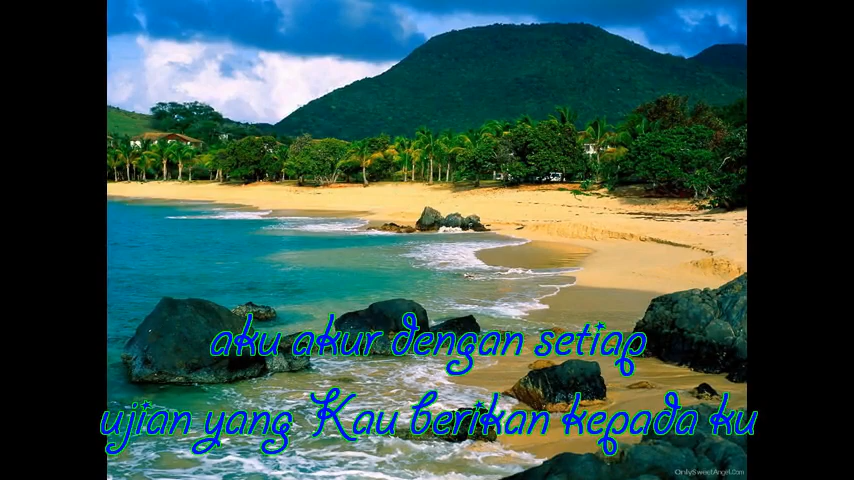 aku akur dengan setiap
ujian yang Kau berikan kepada ku
OnlySweetAngel.Com